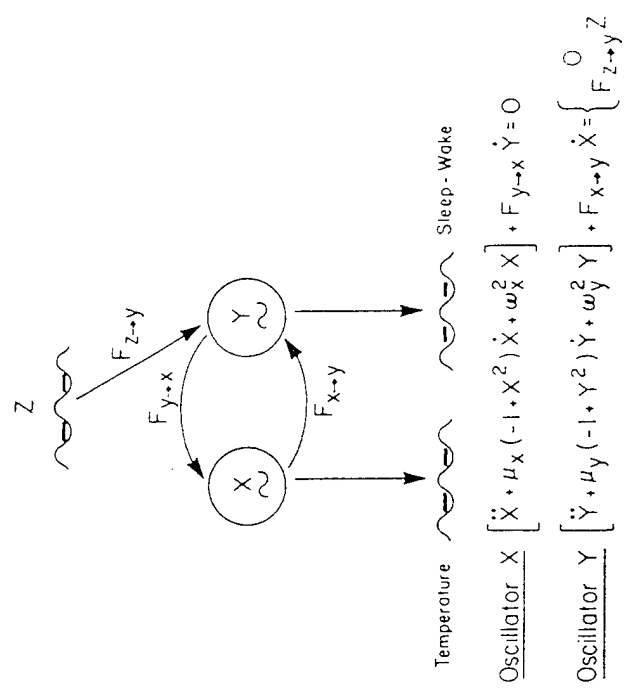 Z
F_{z→y}
F_{y→x}
X
Y
F_{x→y}
Temperature
Sleep-Wake
Oscillator X [Ẍ + μ_x (-1 + X²) Ẋ + ω_x² X] + F_{y→x} Ẏ = 0
Oscillator Y [Ÿ + μ_y (-1 + Y²) Ẏ + ω_y² Y] + F_{x→y} Ẋ = { 0
F_{z→y} Z